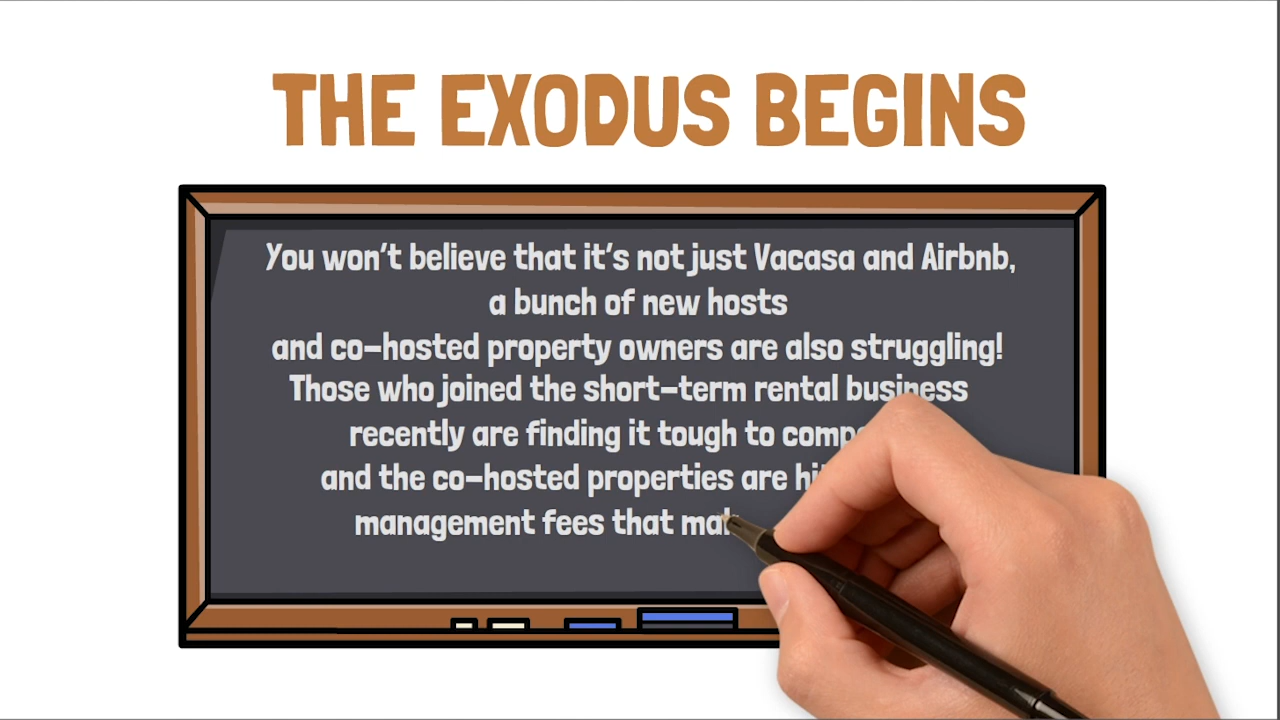 THE EXODUS BEGINS
You won't believe that it's not just Vacasa and Airbnb,
a bunch of new hosts
and co-hosted property owners are also struggling!
Those who joined the short-term rental business
recently are finding it tough to
and the co-hosted properties are
management fees that